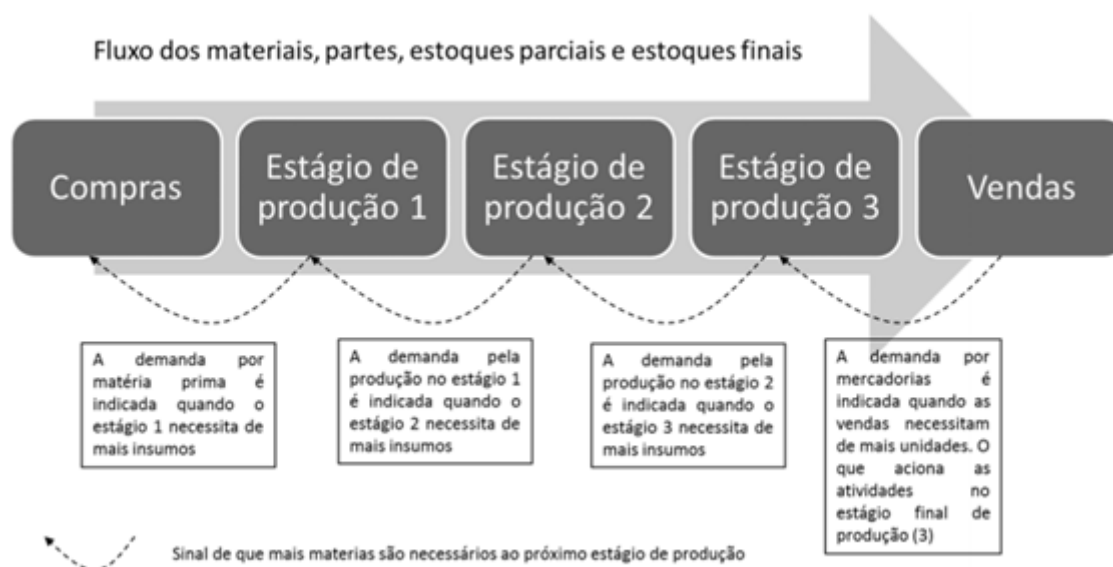 Fluxo dos materiais, partes, estoques parciais e estoques finais
Compras
Estágio de
produção 1
Estágio de
produção 2
Estágio de
produção 3
Vendas
A demanda por
matéria prima é
indicada quando o
estágio 1 necessita de
mais insumos
A demanda pela
produção no estágio 1
é indicada quando o
estágio 2 necessita de
mais insumos
A demanda pela
produção no estágio 2
é indicada quando o
estágio 3 necessita de
mais insumos
A demanda por
mercadorias é
indicada quando as
vendas necessitam
de mais unidades. O
que aciona as
atividades no
estágio final de
produção (3)
Sinal de que mais materias são necessários ao próximo estágio de produção